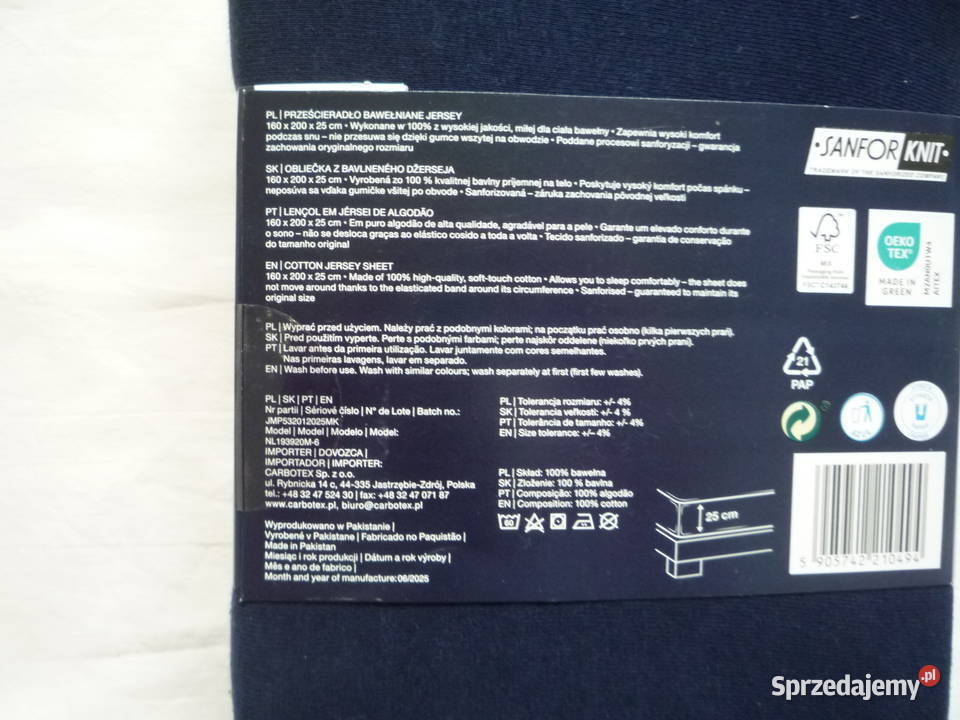 PL | PRZEŚCIERADŁO BAWEŁNIANE JERSEY
160 x 200 x 25 cm • Wykonane w 100% z wysokiej jakości, miłej dla ciała bawełny • Zapewnia wysoki komfort
podczas snu – nie przesuwa się dzięki gumce wszytej na obwodzie • Poddane procesowi sanforyzacji – gwarancja
zachowania oryginalnego rozmiaru
SK | OBLIEČKA Z BAVLNENÉHO DŽERSEJA
160 x 200 x 25 cm • Vyrobená zo 100 % kvalitnej bavlny príjemnej na telo • Poskytuje vysoký komfort počas spánku –
neposúva sa vďaka gumičke všitej po obvode • Sanforizovaná – záruka zachovania pôvodnej veľkosti
PT | LENÇOL EM JÉRSEI DE ALGODÃO
160 x 200 x 25 cm • Em puro algodão de alta qualidade, agradável para a pele • Garante um elevado conforto durante
o sono – não se desloca graças ao elástico cosido a toda a volta • Tecido sanforizado – garantia de conservação
do tamanho original
EN | COTTON JERSEY SHEET
160 x 200 x 25 cm • Made of 100% high-quality, soft-touch cotton • Allows you to sleep comfortably – the sheet does
not move around thanks to the elasticated band around its circumference • Sanforised – guaranteed to maintain its
original size
PL | Wyprać przed użyciem. Należy prać z podobnymi kolorami; na początku prać osobno (kilka pierwszych prań).
SK | Pred použitím vyperte. Perte s podobnými farbami; perte najskôr oddelene (niekoľko prvých praní).
PT | Lavar antes da primeira utilização. Lavar juntamente com cores semelhantes.
Nas primeiras lavagens, lavar em separado.
EN | Wash before use. Wash with similar colours; wash separately at first (first few washes).
PL | SK | PT | EN
Nr partii | Sériové číslo | N° de Lote | Batch no.:
JMP532012025MK
Model | Model | Modelo | Model:
NL193920M-6
IMPORTER | DOVOZCA |
IMPORTADOR | IMPORTER:
CARBOTEX Sp. z o.o.
ul. Rybnicka 14 c, 44-335 Jastrzębie-Zdrój, Polska
tel.: +48 32 47 524 30 | fax: +48 32 47 071 87
www.carbotex.pl, biuro@carbotex.pl
Wyprodukowano w Pakistanie |
Vyrobené v Pakistane | Fabricado no Paquistão |
Made in Pakistan
Miesiąc i rok produkcji | Dátum a rok výroby |
Mês e ano de fabrico |
Month and year of manufacture: 06/2025
PL | Tolerancja rozmiaru: +/- 4%
SK | Tolerancia veľkosti: +/- 4 %
PT | Tolerância de tamanho: +/- 4%
EN | Size tolerance: +/- 4%
PL | Skład: 100% bawełna
SK | Zloženie: 100 % bavlna
PT | Composição: 100% algodão
EN | Composition: 100% cotton
60
25 cm
SANFOR KNIT
TRADEMARK OF THE SANFORIZED COMPANY
FSC
MIX
Packaging from
responsible sources
FSC® C143744
OEKO
TEX®
MADE IN
GREEN
AITEX
21
PAP
5 905742 210494
Sprzedajemy.pl